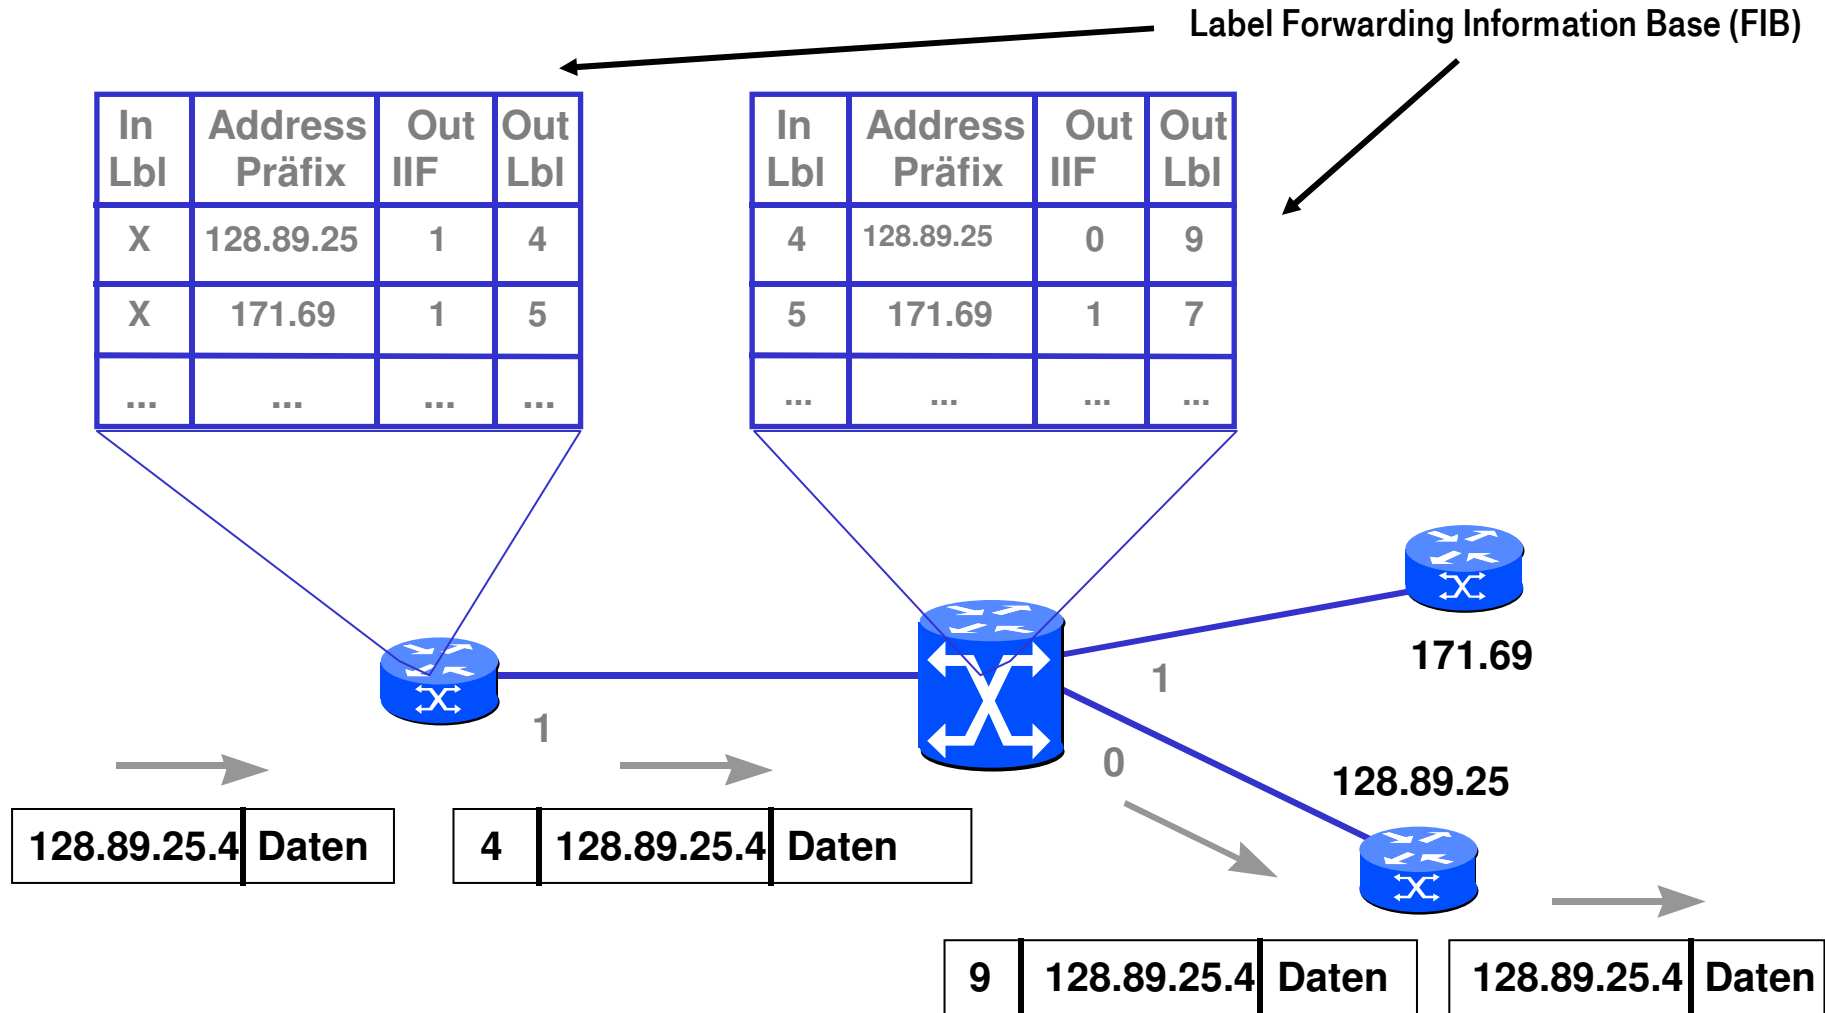 Label Forwarding Information Base (FIB)
In Lbl Address Präfix Out IIF Out Lbl
X 128.89.25 1 4
X 171.69 1 5
... ... ... ...
In Lbl Address Präfix Out IIF Out Lbl
4 128.89.25 0 9
5 171.69 1 7
... ... ... ...
171.69
1
1
0
128.89.25
128.89.25.4 Daten
4 128.89.25.4 Daten
9 128.89.25.4 Daten
128.89.25.4 Daten